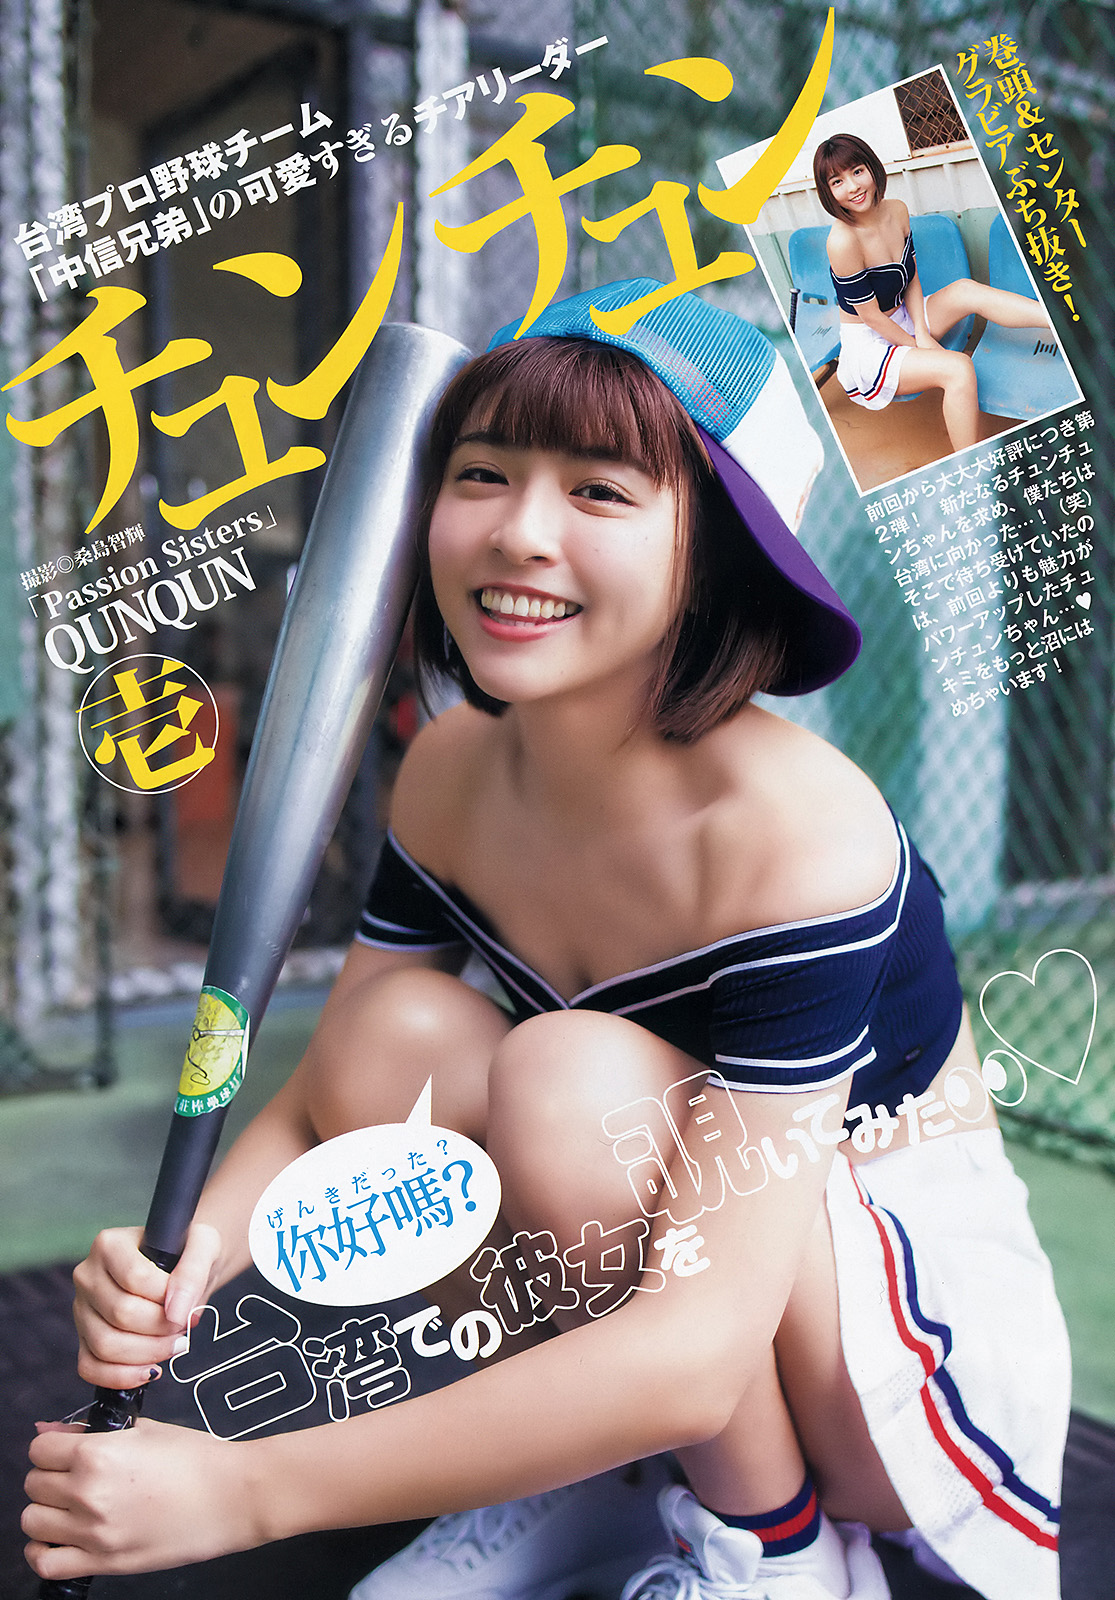 巻頭&センター
グラビアぶち抜き!
台湾プロ野球チーム
「中信兄弟」の可愛すぎるチアリーダー
チュンチュン
撮影◎桑島智輝
「Passion Sisters」
QUNQUN
壱
前回から大大大好評につき第
2弾! 新たなるチュンチュ
ンちゃんを求め、僕たちは
台湾に向かった…!(笑)
そこで待ち受けていたの
は、前回よりも魅力が
パワーアップしたチュ
ンチュンちゃん…♥
キミをもっと沼には
めちゃいます!
げんきだった?
你好嗎?
台湾での彼女を
覗いてみた